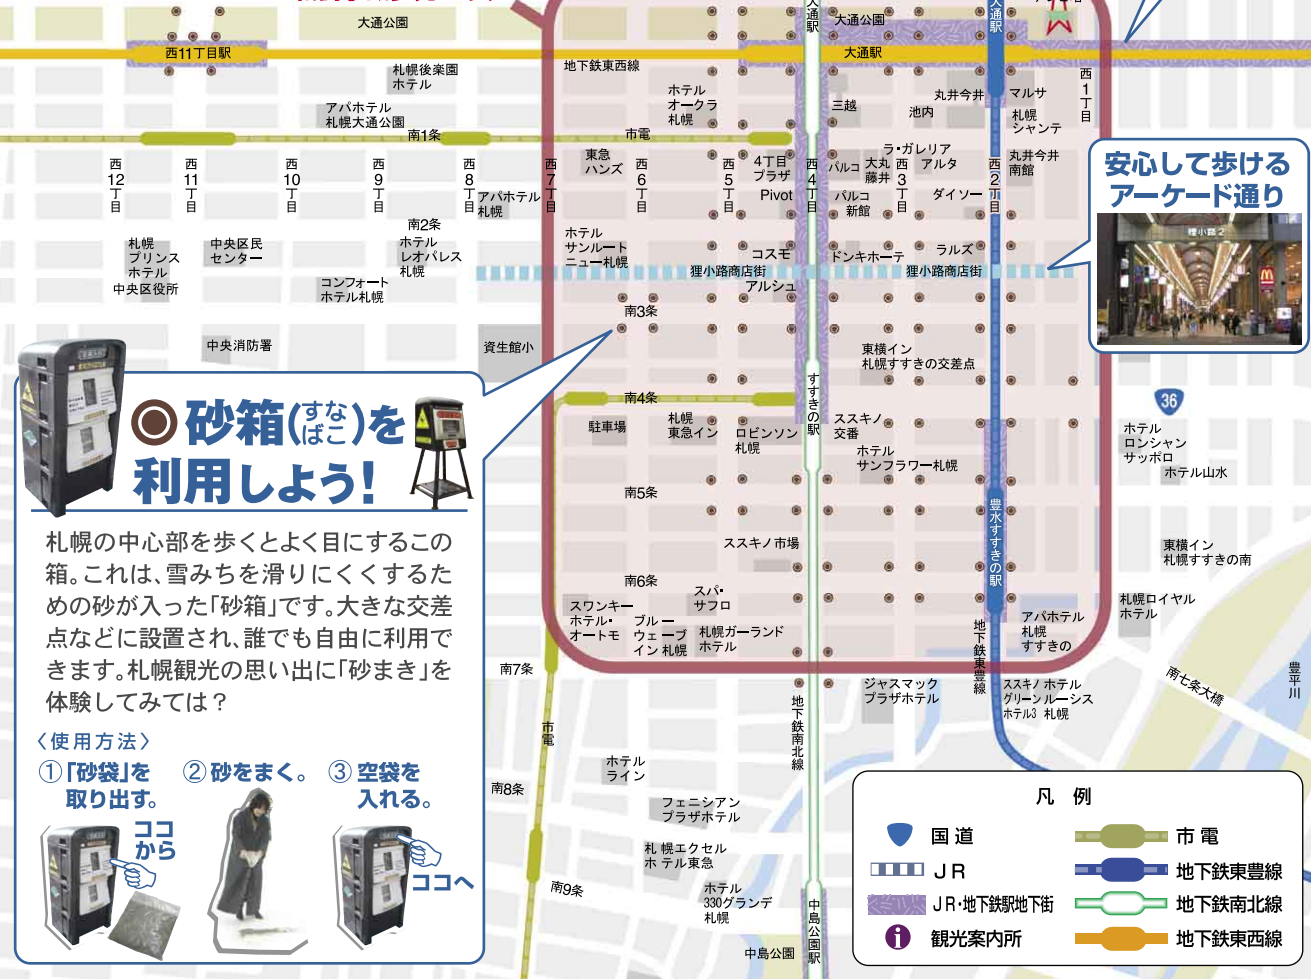 大通公園
西11丁目駅
大通駅
大通公園
大通駅
大通駅
地下鉄東西線
札幌後楽園
ホテル
アパホテル
札幌大通公園
ホテル
オークラ
札幌
三越
池内
丸井今井
マルサ
札幌
シャンテ
西1丁目
南1条
市電
西12丁目
西11丁目
西10丁目
西9丁目
西8丁目
西7丁目
西6丁目
西5丁目
西4丁目
西3丁目
西2丁目
東急
ハンズ
4丁目
プラザ
Pivot
パルコ
大丸
藤井
ラ・ガレリア
アルタ
丸井今井
南館
パルコ
新館
ダイソー
アパホテル
札幌
南2条
札幌
プリンス
ホテル
中央区役所
中央区民
センター
ホテル
レオパレス
札幌
コンフォート
ホテル札幌
ホテル
サンルート
ニュー札幌
コスモ
ドンキホーテ
ラルズ
狸小路商店街
狸小路商店街
アルシュ
南3条
安心して歩ける
アーケード通り
狸小路2
中央消防署
資生館小
東横イン
札幌すすきの交差点
すすきの駅
南4条
36
駐車場
札幌
東急イン
ロビンソン
札幌
ススキノ
交番
ホテル
サンフラワー札幌
ホテル
ロンシャン
サッポロ
ホテル山水
南5条
豊水すすきの駅
ススキノ市場
東横イン
札幌すすきの南
南6条
スパ・
サフロ
スワンキー
ホテル・
オートモ
ブルー
ウェーブ
イン 札幌
札幌ガーランド
ホテル
アパホテル
札幌
すすきの
札幌ロイヤル
ホテル
地下鉄東豊線
南7条
ジャスマック
プラザホテル
ススキノ
グリーン
ホテル3
ホテル
ルーシス
札幌
南七条大橋
豊平川
市電
地下鉄南北線
ホテル
ライン
南8条
フェニシアン
プラザホテル
札幌エクセル
ホテル東急
南9条
ホテル
330グランデ
札幌
中島公園
中島公園駅
◉砂箱(すなばこ)を
利用しよう!
札幌の中心部を歩くとよく目にするこの
箱。これは、雪みちを滑りにくくするた
めの砂が入った「砂箱」です。大きな交差
点などに設置され、誰でも自由に利用で
きます。札幌観光の思い出に「砂まき」を
体験してみては？
〈使用方法〉
①「砂袋」を
取り出す。
②砂をまく。
③空袋を
入れる。
ココ
から
ココへ
凡 例
国道
JR
JR・地下鉄駅地下街
i
観光案内所
市電
地下鉄東豊線
地下鉄南北線
地下鉄東西線